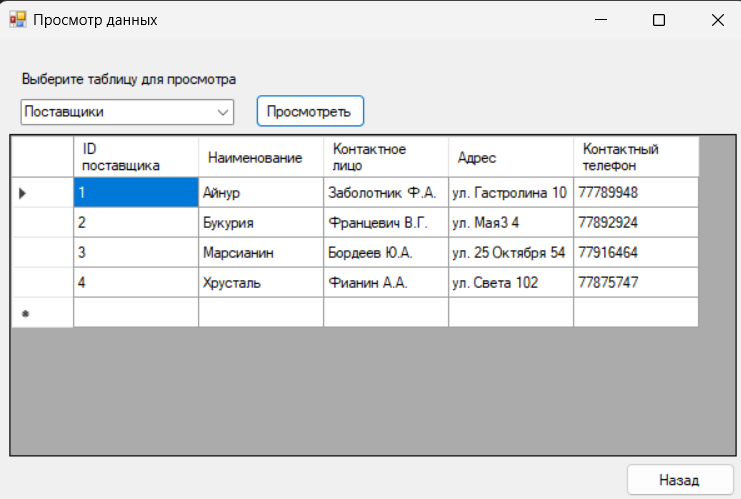 Просмотр данных
Выберите таблицу для просмотра
Поставщики Просмотреть
ID поставщика Наименование Контактное лицо Адрес Контактный телефон
1 Айнур Заболотник Ф.А. ул. Гастролина 10 77789948
2 Букурия Францевич В.Г. ул. Мая3 4 77892924
3 Марсианин Бордеев Ю.А. ул. 25 Октября 54 77916464
4 Хрусталь Фианин А.А. ул. Света 102 77875747
Назад